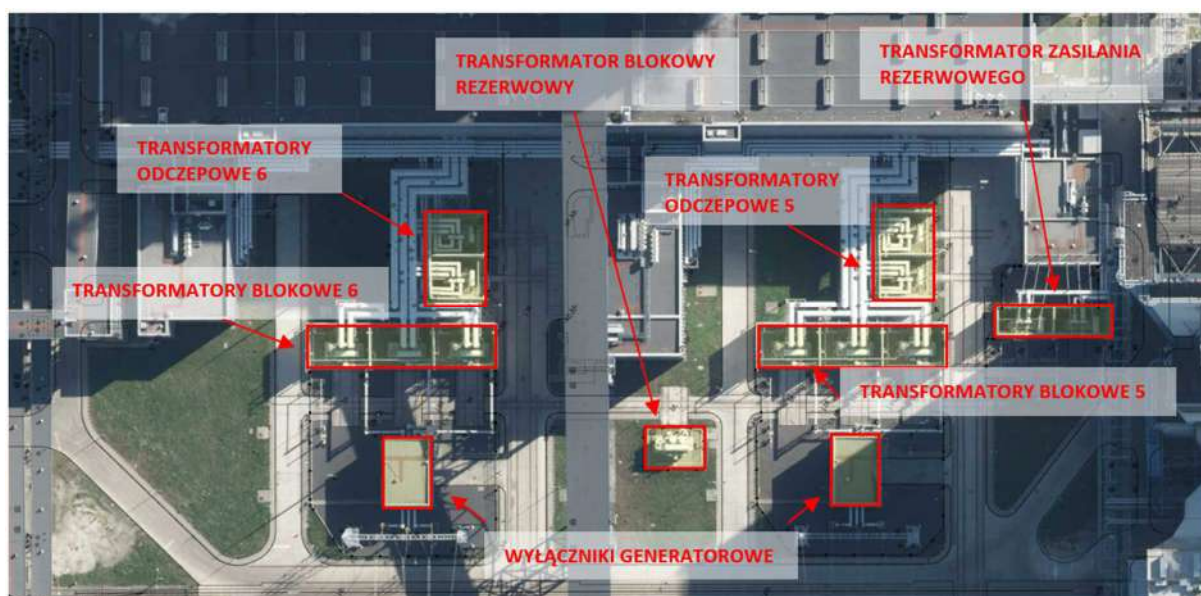 TRANSFORMATOR BLOKOWY
REZERWOWY
TRANSFORMATOR ZASILANIA
REZERWOWEGO
TRANSFORMATORY
ODCZEPOWE 6
TRANSFORMATORY
ODCZEPOWE 5
TRANSFORMATORY BLOKOWE 6
TRANSFORMATORY BLOKOWE 5
WYŁĄCZNIKI GENERATOROWE